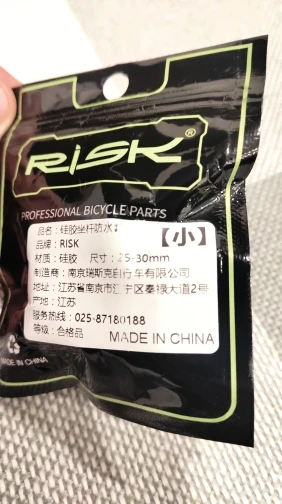 RISK®
PROFESSIONAL BICYCLE PARTS
品名：硅胶坐杆防水
【小】
品牌：RISK
材质：硅胶 尺寸：25-30mm
制造商：南京瑞斯克自行车有限公司
地址：江苏省南京市江宁区秦禄大道2号
产地：江苏
服务热线：025-87180188
等级：合格品
MADE IN CHINA
MADE IN CHINA